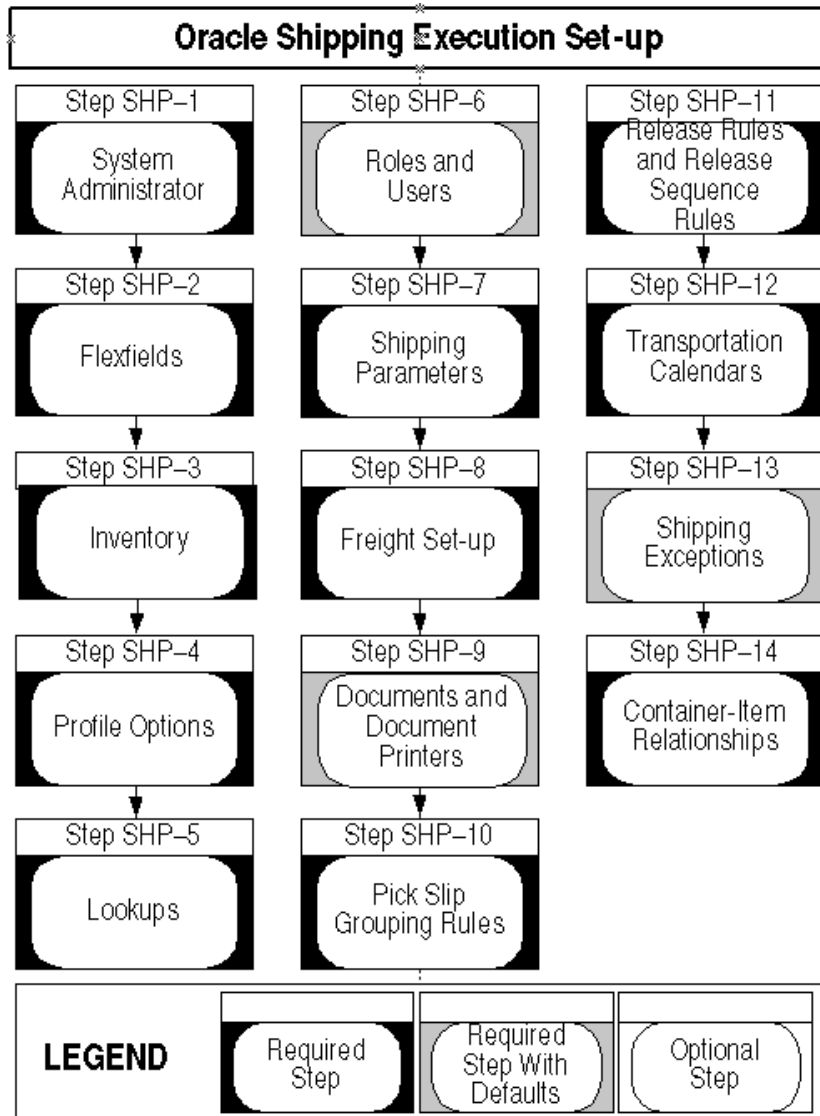 Oracle Shipping Execution Set-up
Step SHP–1
System
Administrator
Step SHP–2
Flexfields
Step SHP–3
Inventory
Step SHP–4
Profile Options
Step SHP–5
Lookups
Step SHP–6
Roles and
Users
Step SHP–7
Shipping
Parameters
Step SHP–8
Freight Set-up
Step SHP–9
Documents and
Document
Printers
Step SHP–10
Pick Slip
Grouping Rules
Step SHP–11
Release Rules
and Release
Sequence
Rules
Step SHP–12
Transportation
Calendars
Step SHP–13
Shipping
Exceptions
Step SHP–14
Container-Item
Relationships
LEGEND
Required
Step
Required
Step With
Defaults
Optional
Step